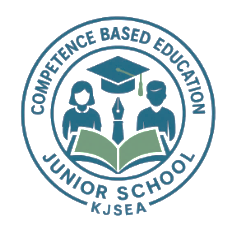 COMPETENCE BASED EDUCATION
JUNIOR SCHOOL
KJSEA